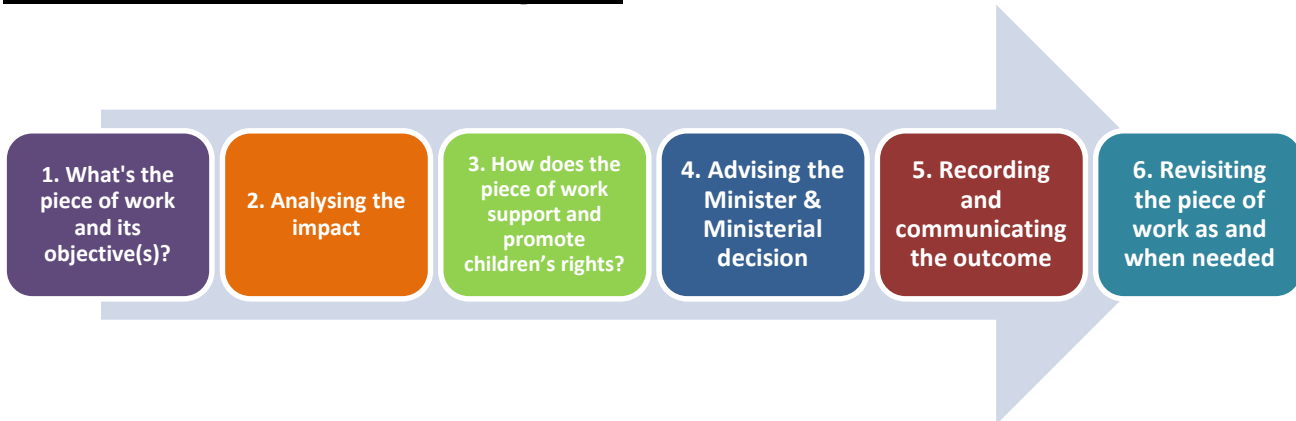 1. What's the
piece of work
and its
objective(s)?
2. Analysing the
impact
3. How does the
piece of work
support and
promote
children’s rights?
4. Advising the
Minister &
Ministerial
decision
5. Recording
and
communicating
the outcome
6. Revisiting
the piece of
work as and
when needed